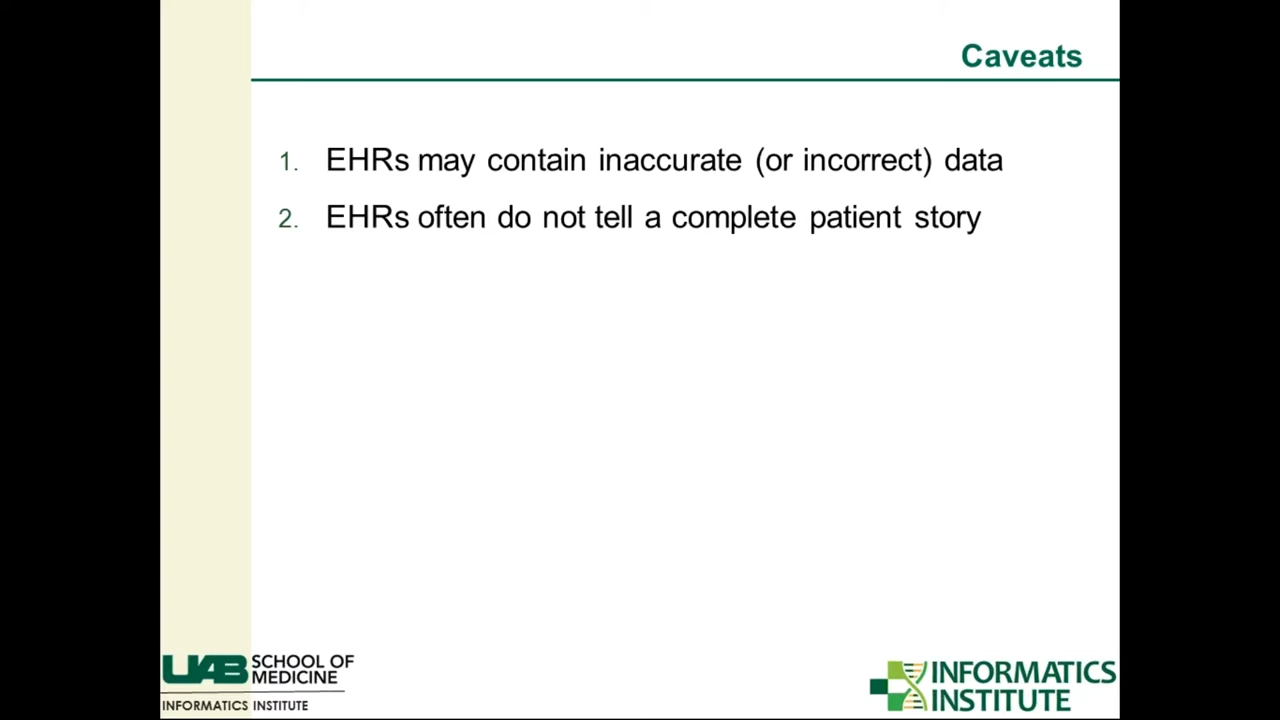 Caveats
1. EHRs may contain inaccurate (or incorrect) data
2. EHRs often do not tell a complete patient story
UAB SCHOOL OF
MEDICINE
INFORMATICS INSTITUTE
INFORMATICS
INSTITUTE